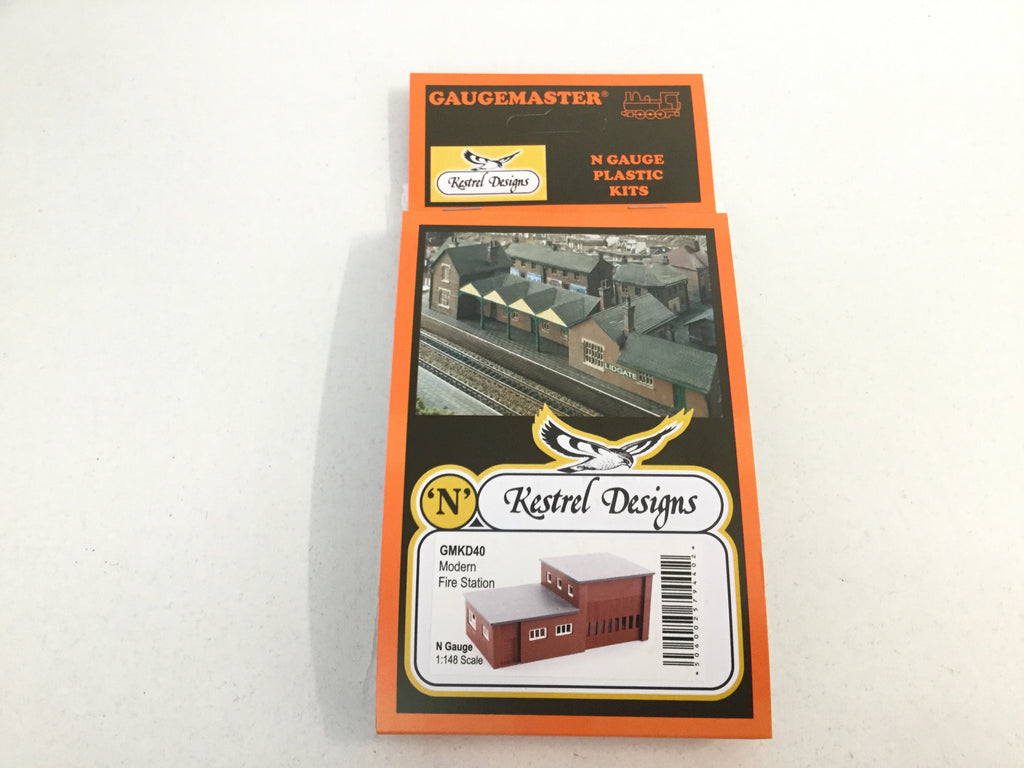 GAUGEMASTER®
Kestrel Designs
N GAUGE
PLASTIC
KITS
LIDGATE
'N'
Kestrel Designs
GMKD40
Modern
Fire Station
N Gauge
1:148 Scale